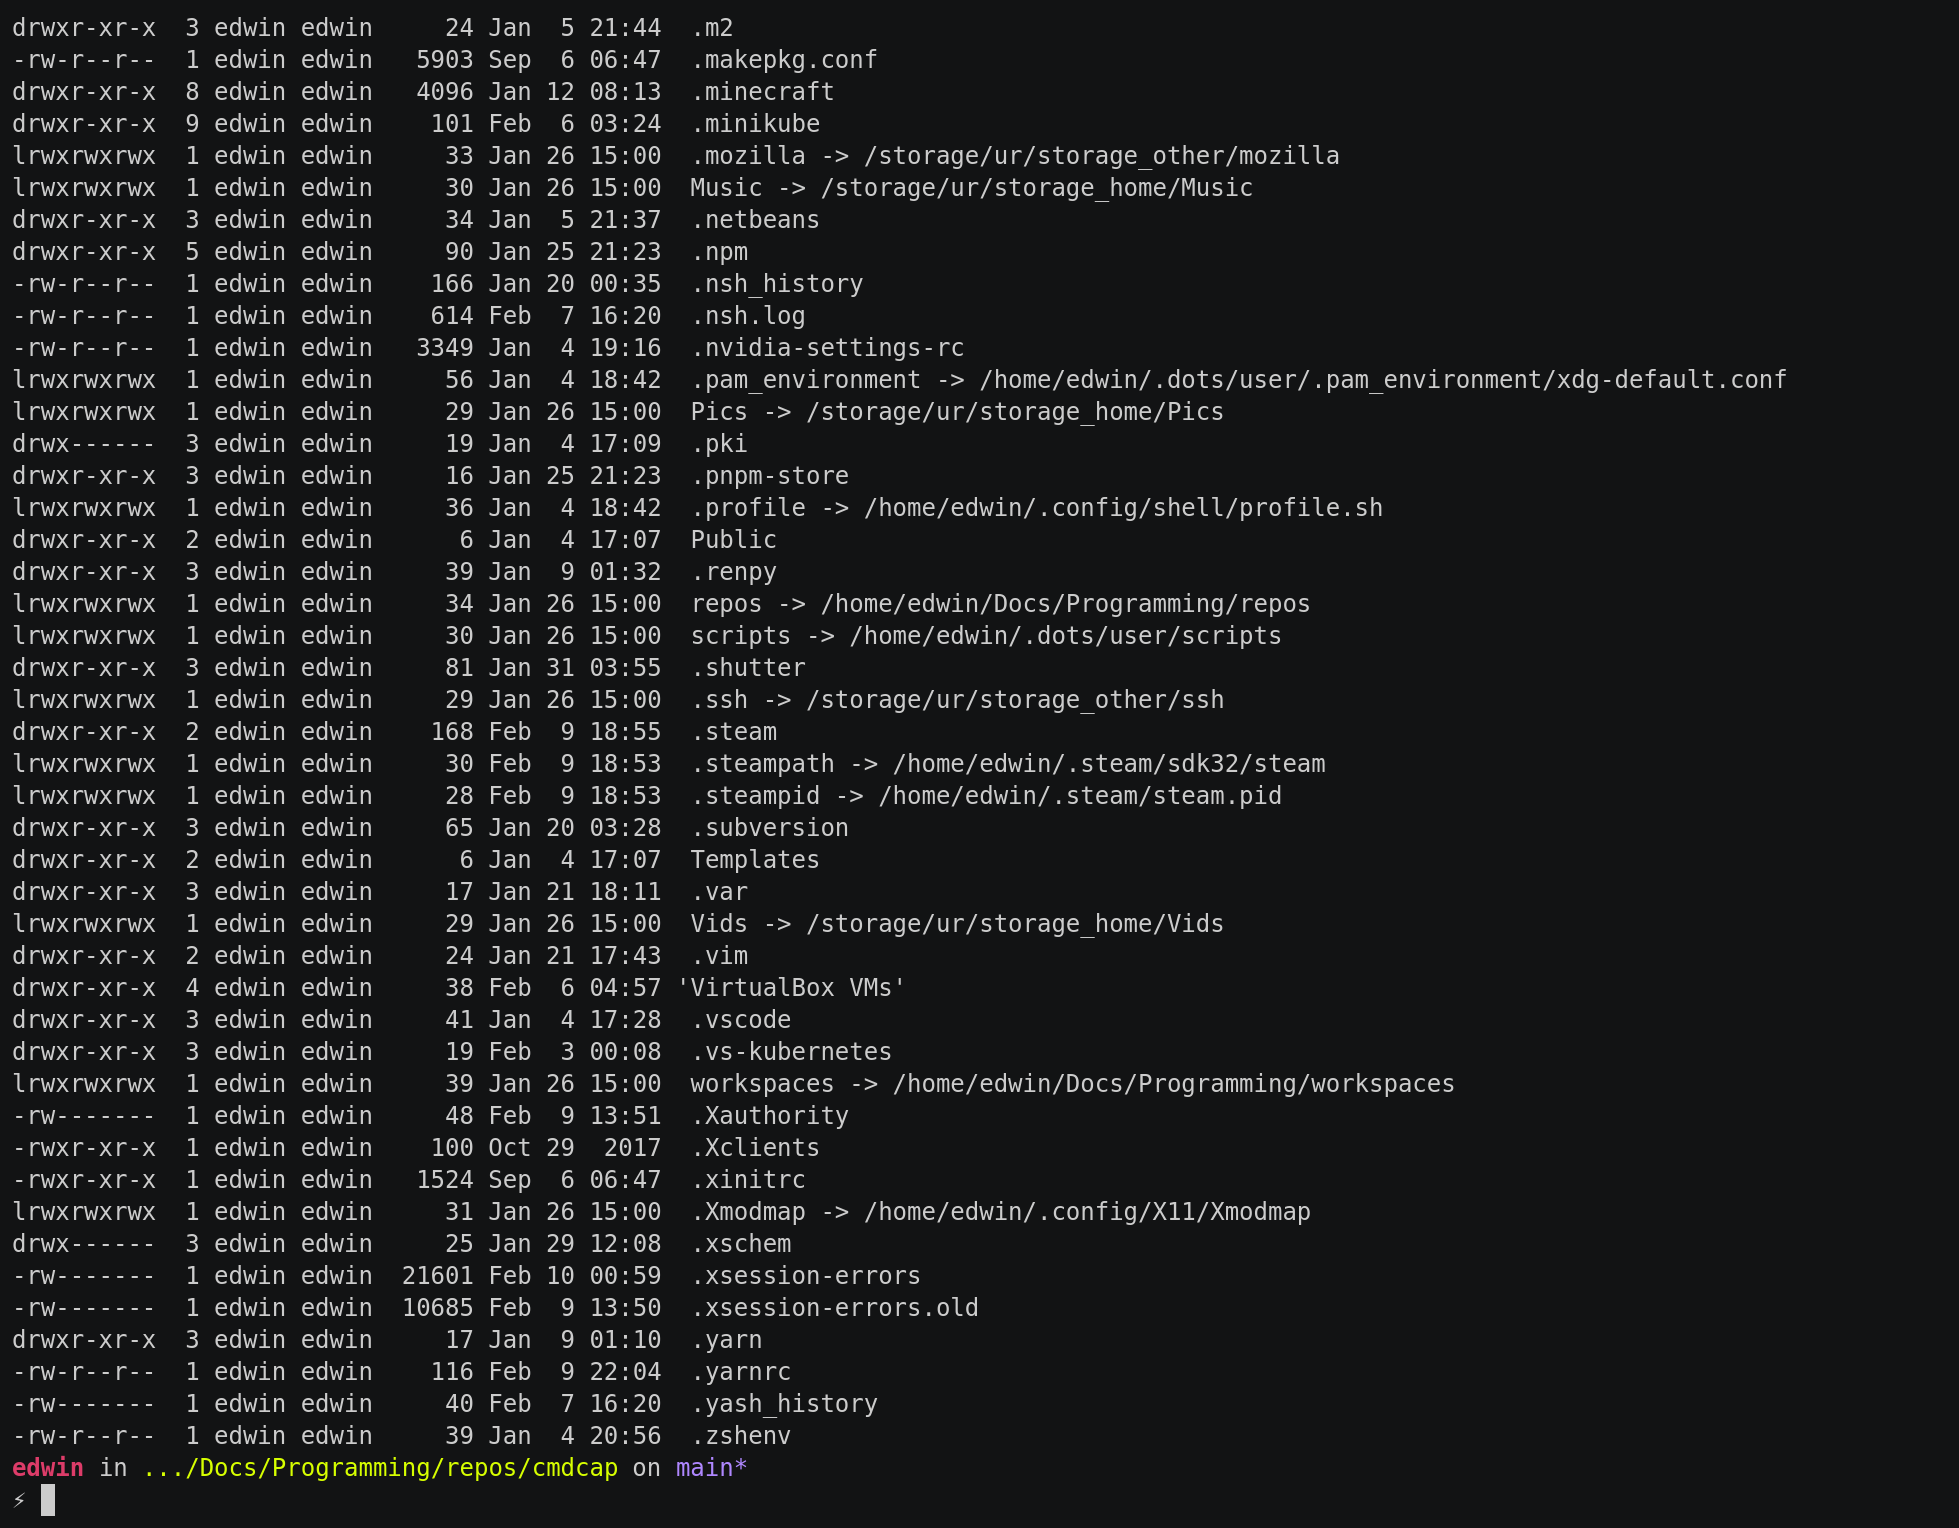 drwxr-xr-x  3 edwin edwin     24 Jan  5 21:44  .m2
-rw-r--r--  1 edwin edwin   5903 Sep  6 06:47  .makepkg.conf
drwxr-xr-x  8 edwin edwin   4096 Jan 12 08:13  .minecraft
drwxr-xr-x  9 edwin edwin    101 Feb  6 03:24  .minikube
lrwxrwxrwx  1 edwin edwin     33 Jan 26 15:00  .mozilla -> /storage/ur/storage_other/mozilla
lrwxrwxrwx  1 edwin edwin     30 Jan 26 15:00  Music -> /storage/ur/storage_home/Music
drwxr-xr-x  3 edwin edwin     34 Jan  5 21:37  .netbeans
drwxr-xr-x  5 edwin edwin     90 Jan 25 21:23  .npm
-rw-r--r--  1 edwin edwin    166 Jan 20 00:35  .nsh_history
-rw-r--r--  1 edwin edwin    614 Feb  7 16:20  .nsh.log
-rw-r--r--  1 edwin edwin   3349 Jan  4 19:16  .nvidia-settings-rc
lrwxrwxrwx  1 edwin edwin     56 Jan  4 18:42  .pam_environment -> /home/edwin/.dots/user/.pam_environment/xdg-default.conf
lrwxrwxrwx  1 edwin edwin     29 Jan 26 15:00  Pics -> /storage/ur/storage_home/Pics
drwx------  3 edwin edwin     19 Jan  4 17:09  .pki
drwxr-xr-x  3 edwin edwin     16 Jan 25 21:23  .pnpm-store
lrwxrwxrwx  1 edwin edwin     36 Jan  4 18:42  .profile -> /home/edwin/.config/shell/profile.sh
drwxr-xr-x  2 edwin edwin      6 Jan  4 17:07  Public
drwxr-xr-x  3 edwin edwin     39 Jan  9 01:32  .renpy
lrwxrwxrwx  1 edwin edwin     34 Jan 26 15:00  repos -> /home/edwin/Docs/Programming/repos
lrwxrwxrwx  1 edwin edwin     30 Jan 26 15:00  scripts -> /home/edwin/.dots/user/scripts
drwxr-xr-x  3 edwin edwin     81 Jan 31 03:55  .shutter
lrwxrwxrwx  1 edwin edwin     29 Jan 26 15:00  .ssh -> /storage/ur/storage_other/ssh
drwxr-xr-x  2 edwin edwin    168 Feb  9 18:55  .steam
lrwxrwxrwx  1 edwin edwin     30 Feb  9 18:53  .steampath -> /home/edwin/.steam/sdk32/steam
lrwxrwxrwx  1 edwin edwin     28 Feb  9 18:53  .steampid -> /home/edwin/.steam/steam.pid
drwxr-xr-x  3 edwin edwin     65 Jan 20 03:28  .subversion
drwxr-xr-x  2 edwin edwin      6 Jan  4 17:07  Templates
drwxr-xr-x  3 edwin edwin     17 Jan 21 18:11  .var
lrwxrwxrwx  1 edwin edwin     29 Jan 26 15:00  Vids -> /storage/ur/storage_home/Vids
drwxr-xr-x  2 edwin edwin     24 Jan 21 17:43  .vim
drwxr-xr-x  4 edwin edwin     38 Feb  6 04:57 'VirtualBox VMs'
drwxr-xr-x  3 edwin edwin     41 Jan  4 17:28  .vscode
drwxr-xr-x  3 edwin edwin     19 Feb  3 00:08  .vs-kubernetes
lrwxrwxrwx  1 edwin edwin     39 Jan 26 15:00  workspaces -> /home/edwin/Docs/Programming/workspaces
-rw-------  1 edwin edwin     48 Feb  9 13:51  .Xauthority
-rwxr-xr-x  1 edwin edwin    100 Oct 29  2017  .Xclients
-rwxr-xr-x  1 edwin edwin   1524 Sep  6 06:47  .xinitrc
lrwxrwxrwx  1 edwin edwin     31 Jan 26 15:00  .Xmodmap -> /home/edwin/.config/X11/Xmodmap
drwx------  3 edwin edwin     25 Jan 29 12:08  .xschem
-rw-------  1 edwin edwin  21601 Feb 10 00:59  .xsession-errors
-rw-------  1 edwin edwin  10685 Feb  9 13:50  .xsession-errors.old
drwxr-xr-x  3 edwin edwin     17 Jan  9 01:10  .yarn
-rw-r--r--  1 edwin edwin    116 Feb  9 22:04  .yarnrc
-rw-------  1 edwin edwin     40 Feb  7 16:20  .yash_history
-rw-r--r--  1 edwin edwin     39 Jan  4 20:56  .zshenv
edwin in .../Docs/Programming/repos/cmdcap on main*
⚡